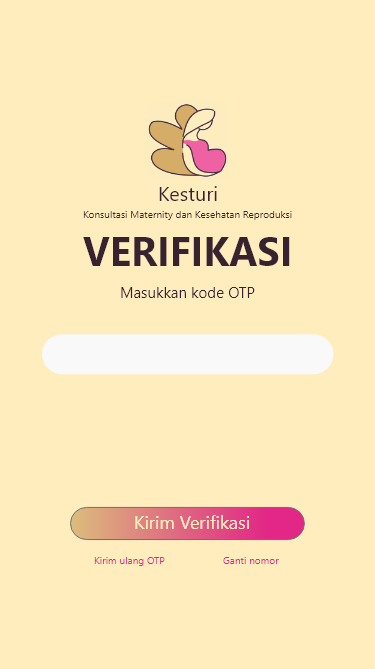 Kesturi
Konsultasi Maternity dan Kesehatan Reproduksi
VERIFIKASI
Masukkan kode OTP
Kirim Verifikasi
Kirim ulang OTP
Ganti nomor